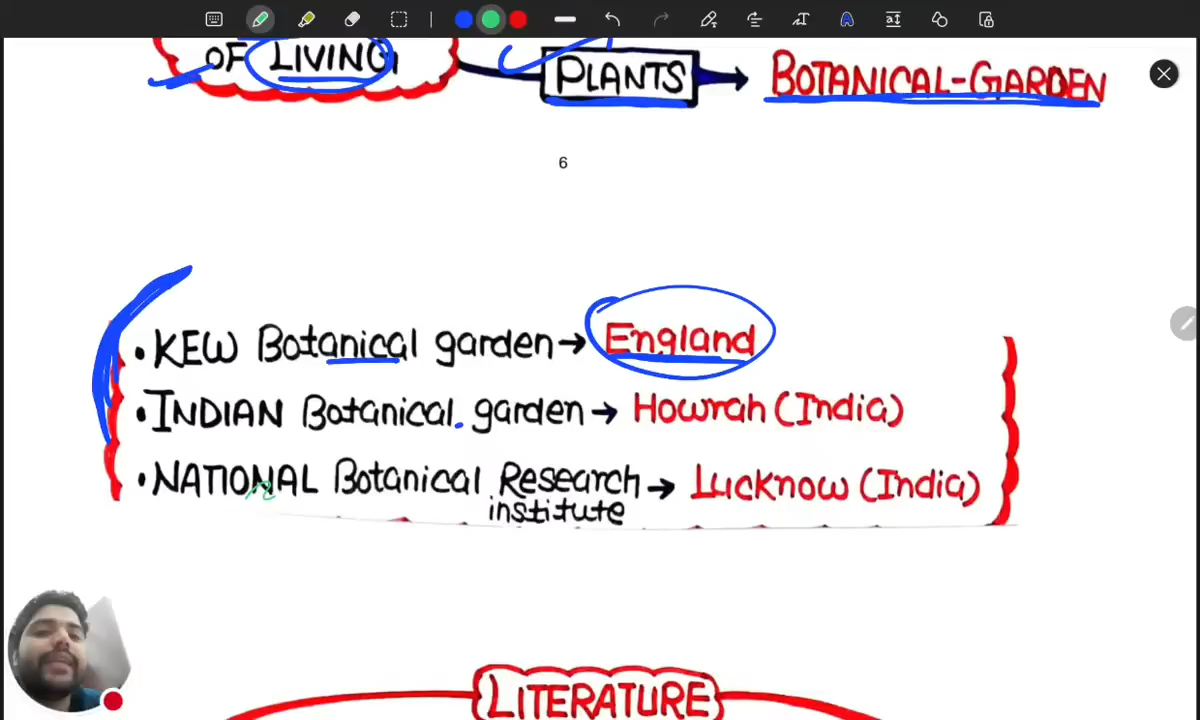 OF LIVING
PLANTS → BOTANICAL-GARDEN
6
• KEW Botanical garden → England
• INDIAN Botanical garden → Howrah (India)
• NATIONAL Botanical Research institute → Lucknow (India)
LITERATURE